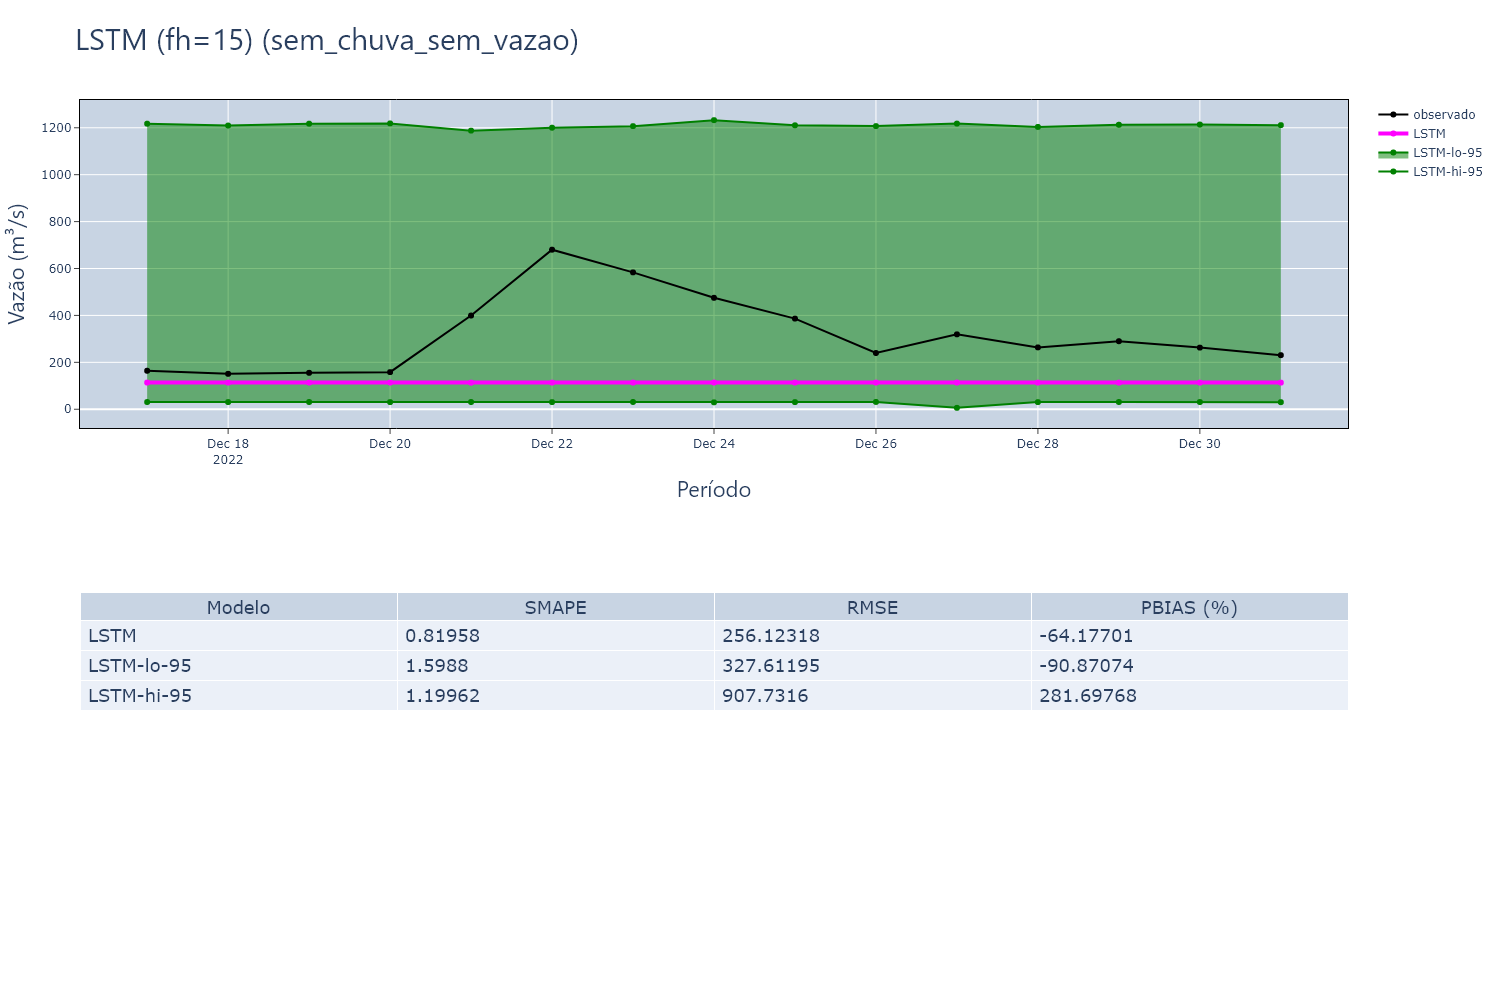 LSTM (fh=15) (sem_chuva_sem_vazao)
observado
LSTM
LSTM-lo-95
LSTM-hi-95
Vazão (m³/s)
1200
1000
800
600
400
200
0
Dec 18 Dec 20 Dec 22 Dec 24 Dec 26 Dec 28 Dec 30
2022
Período
Modelo SMAPE RMSE PBIAS (%)
LSTM 0.81958 256.12318 -64.17701
LSTM-lo-95 1.5988 327.61195 -90.87074
LSTM-hi-95 1.19962 907.7316 281.69768